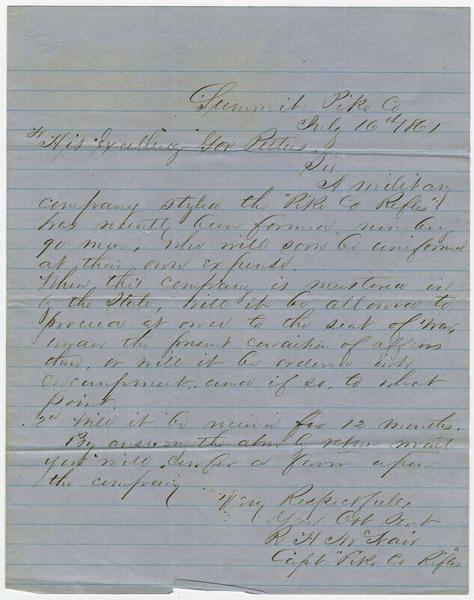 Summit Pike Co
July 16th 1861
To His Excellency Gov Pettus
Sir
A military
company styled the "Pike Co Rifles"
has recently been formed numbering
90 men, who will soon be uniformed
at their own expense.
When this company is mustered in
by the State, will it be allowed to
proceed at once to the seat of War,
under the present condition of affairs
there, or will it be ordered into
encampment, and if so, to what
point.
2d Will it be received for 12 months.
By answering the above by return mail
you will confer a favor upon
the company
Very Respectfully
Your Obt Servt
R. H. McNair
Capt "Pike Co Rifles"